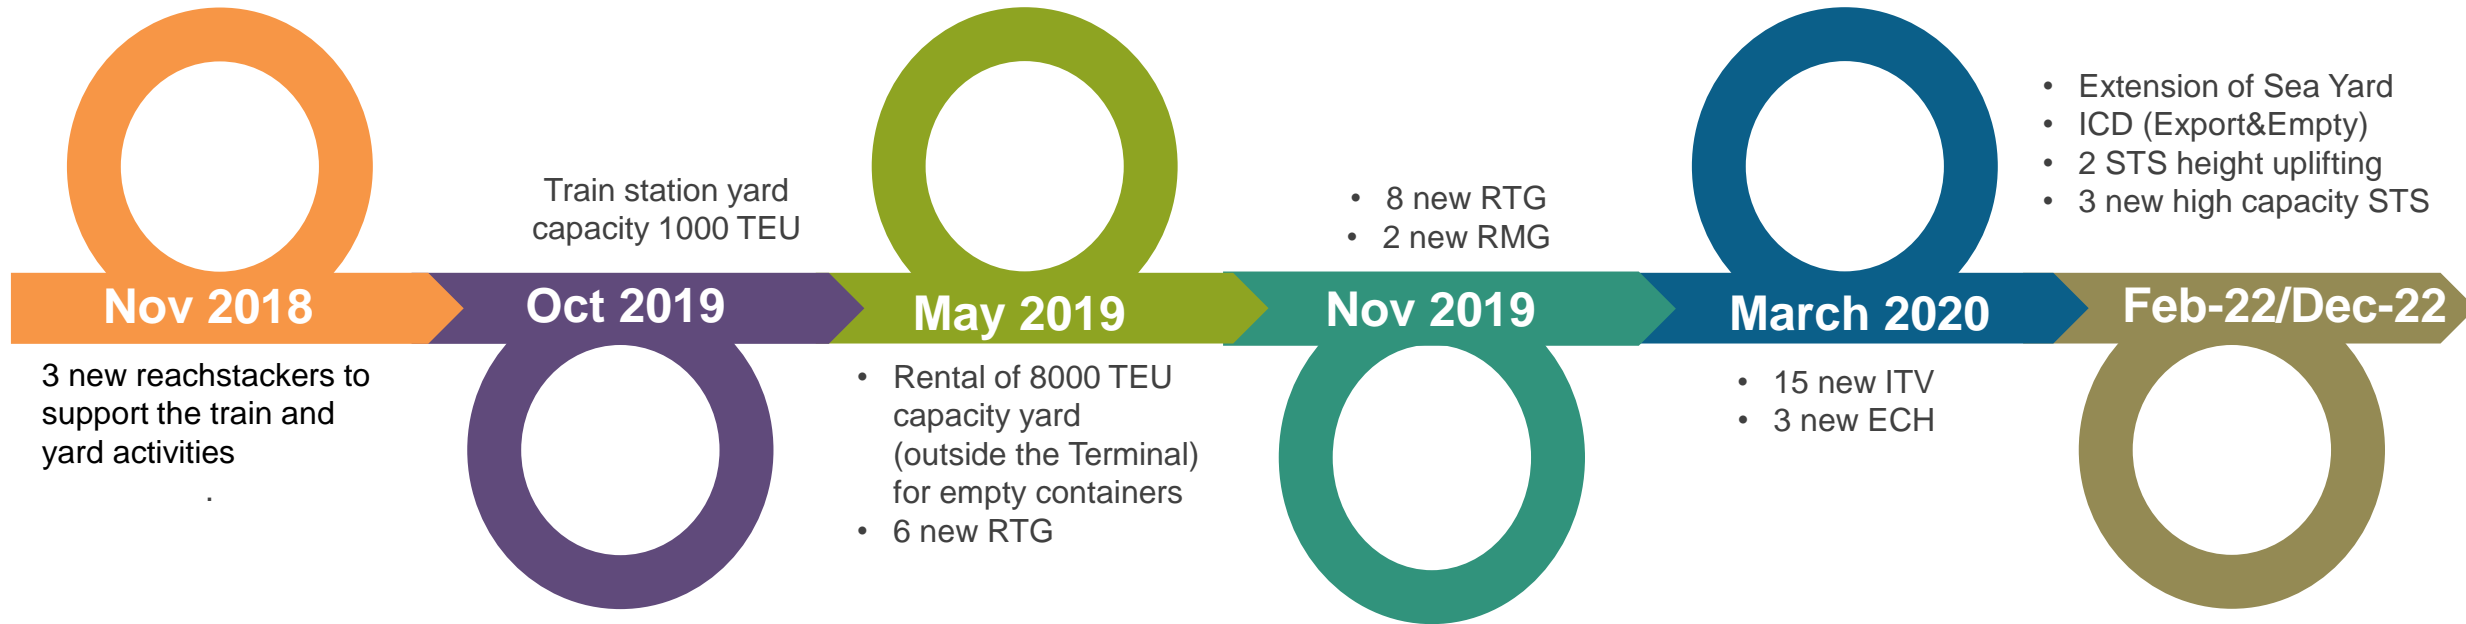 Nov 2018
3 new reachstackers to
support the train and
yard activities
.
Train station yard
capacity 1000 TEU
Oct 2019
May 2019
• Rental of 8000 TEU
capacity yard
(outside the Terminal)
for empty containers
• 6 new RTG
• 8 new RTG
• 2 new RMG
Nov 2019
March 2020
• 15 new ITV
• 3 new ECH
• Extension of Sea Yard
• ICD (Export&Empty)
• 2 STS height uplifting
• 3 new high capacity STS
Feb-22/Dec-22